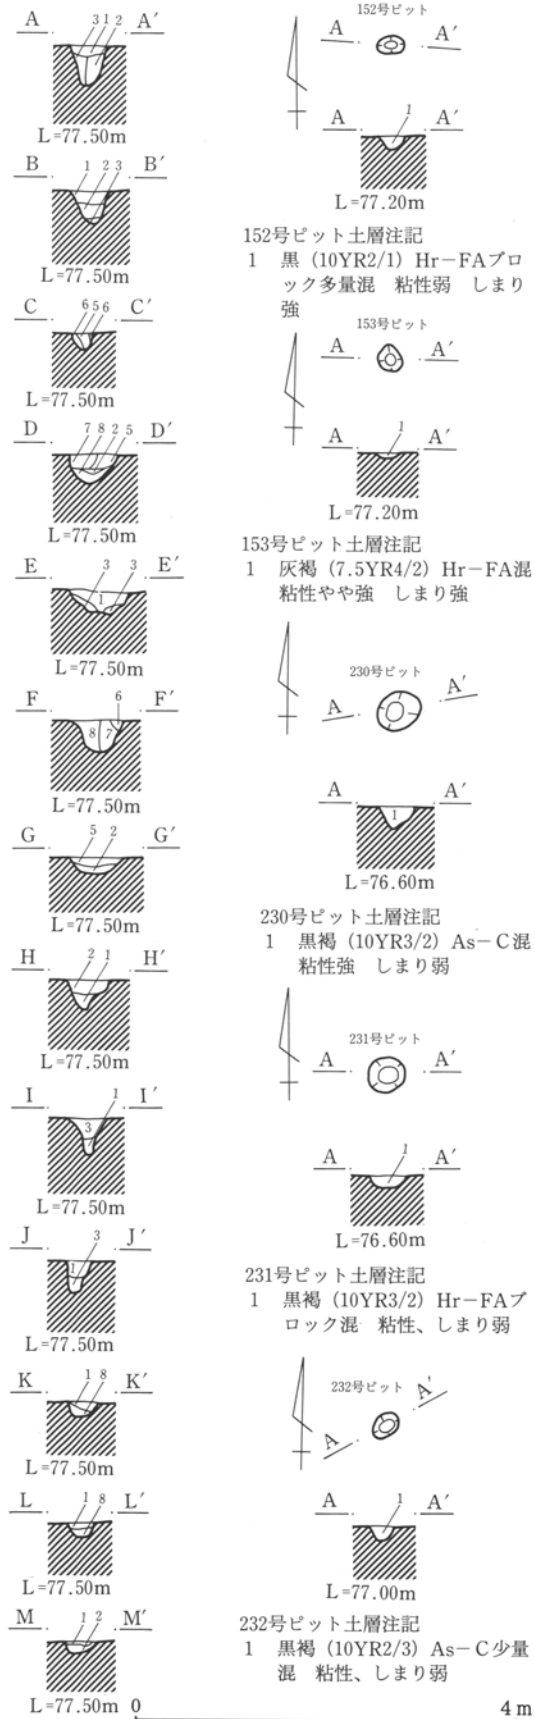 A 3 1 2 A′
L=77.50m
B 1 2 3 B′
L=77.50m
C 6 5 6 C′
L=77.50m
D 7 8 2 5 D′
L=77.50m
E 3 3 E′
1
L=77.50m
F 6 F′
8 7
L=77.50m
G 5 2 G′
L=77.50m
H 2 1 H′
L=77.50m
I 1 I′
3
L=77.50m
J 3 J′
1
L=77.50m
K 1 8 K′
L=77.50m
L 1 8 L′
L=77.50m
M 1 2 M′
L=77.50m
152号ピット
A A′
A 1 A′
L=77.20m
152号ピット土層注記
1 黒（10YR2/1）Hr－FAブロ
ック多量混 粘性弱 しまり
強
153号ピット
A A′
A 1 A′
L=77.20m
153号ピット土層注記
1 灰褐（7.5YR4/2）Hr－FA混
粘性やや強 しまり強
230号ピット
A A′
A A′
1
L=76.60m
230号ピット土層注記
1 黒褐（10YR3/2）As－C混
粘性強 しまり弱
231号ピット
A A′
A 1 A′
L=76.60m
231号ピット土層注記
1 黒褐（10YR3/2）Hr－FAブ
ロック混 粘性、しまり弱
232号ピット
A A′
A 1 A′
L=77.00m
232号ピット土層注記
1 黒褐（10YR2/3）As－C少量
混 粘性、しまり弱
0 4m